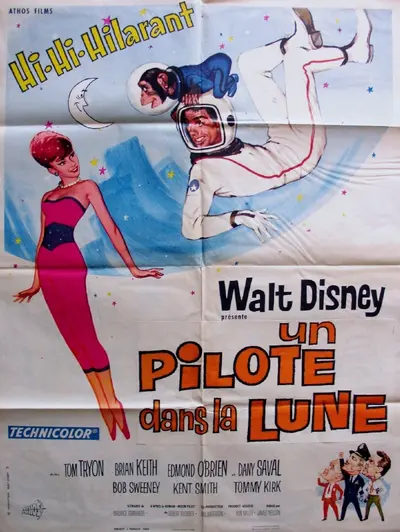 ATHOS FILMS
Hi-Hi-Hilarant
Walt Disney
présente
un
PILOTE
dans la LUNE
TECHNICOLOR
TOM TRYON BRIAN KEITH EDMOND O'BRIEN et DANY SAVAL
BOB SWEENEY KENT SMITH TOMMY KIRK